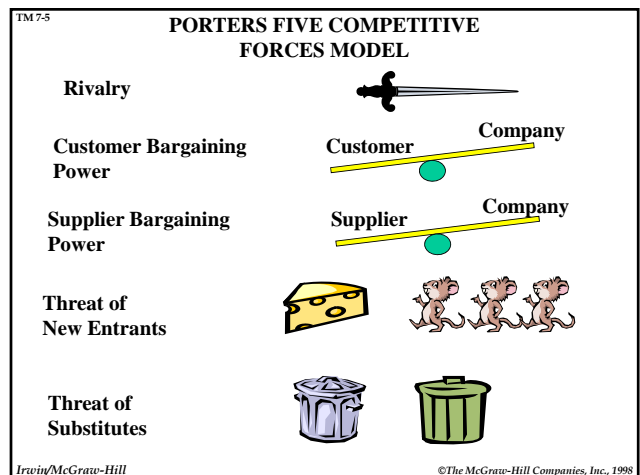 TM 7-5
PORTERS FIVE COMPETITIVE
FORCES MODEL
Rivalry
Customer Bargaining
Power
Customer
Company
Supplier Bargaining
Power
Supplier
Company
Threat of
New Entrants
Threat of
Substitutes
Irwin/McGraw-Hill
©The McGraw-Hill Companies, Inc., 1998